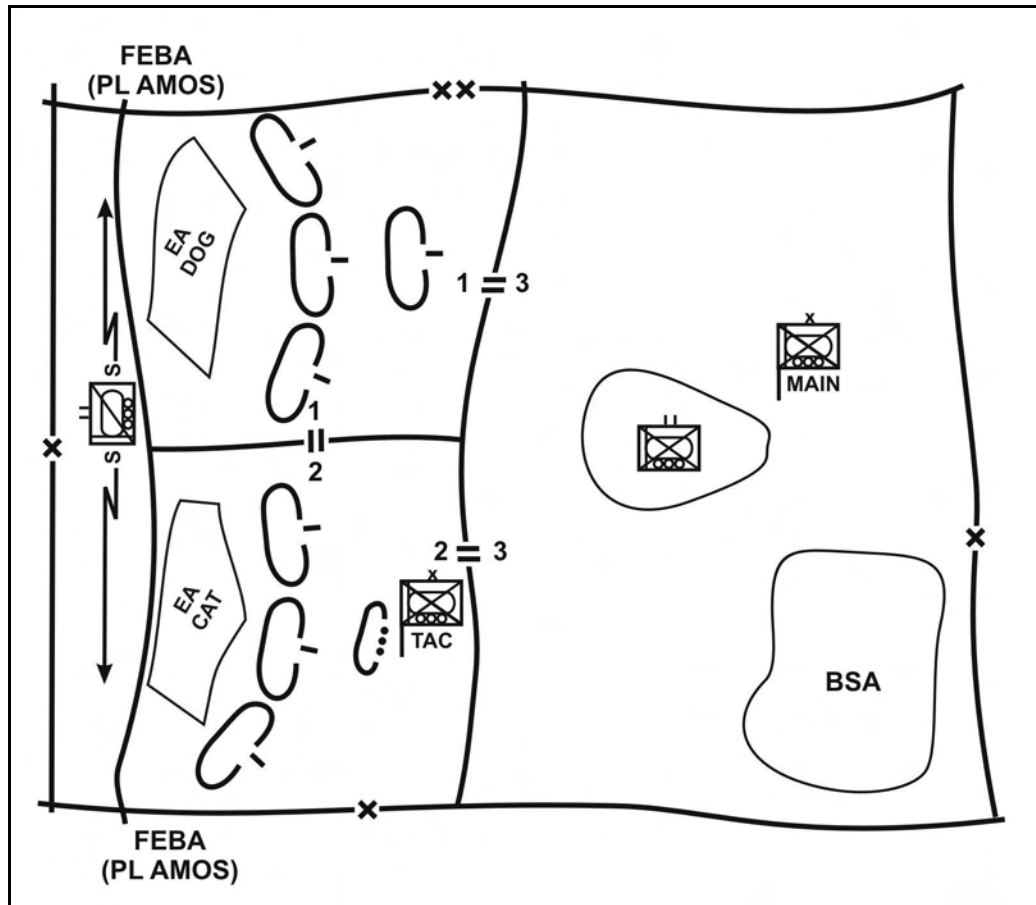 FEBA
(PL AMOS)
EA
DOG
1 3
S
S
1
2
MAIN
2 3
EA
CAT
TAC
BSA
FEBA
(PL AMOS)